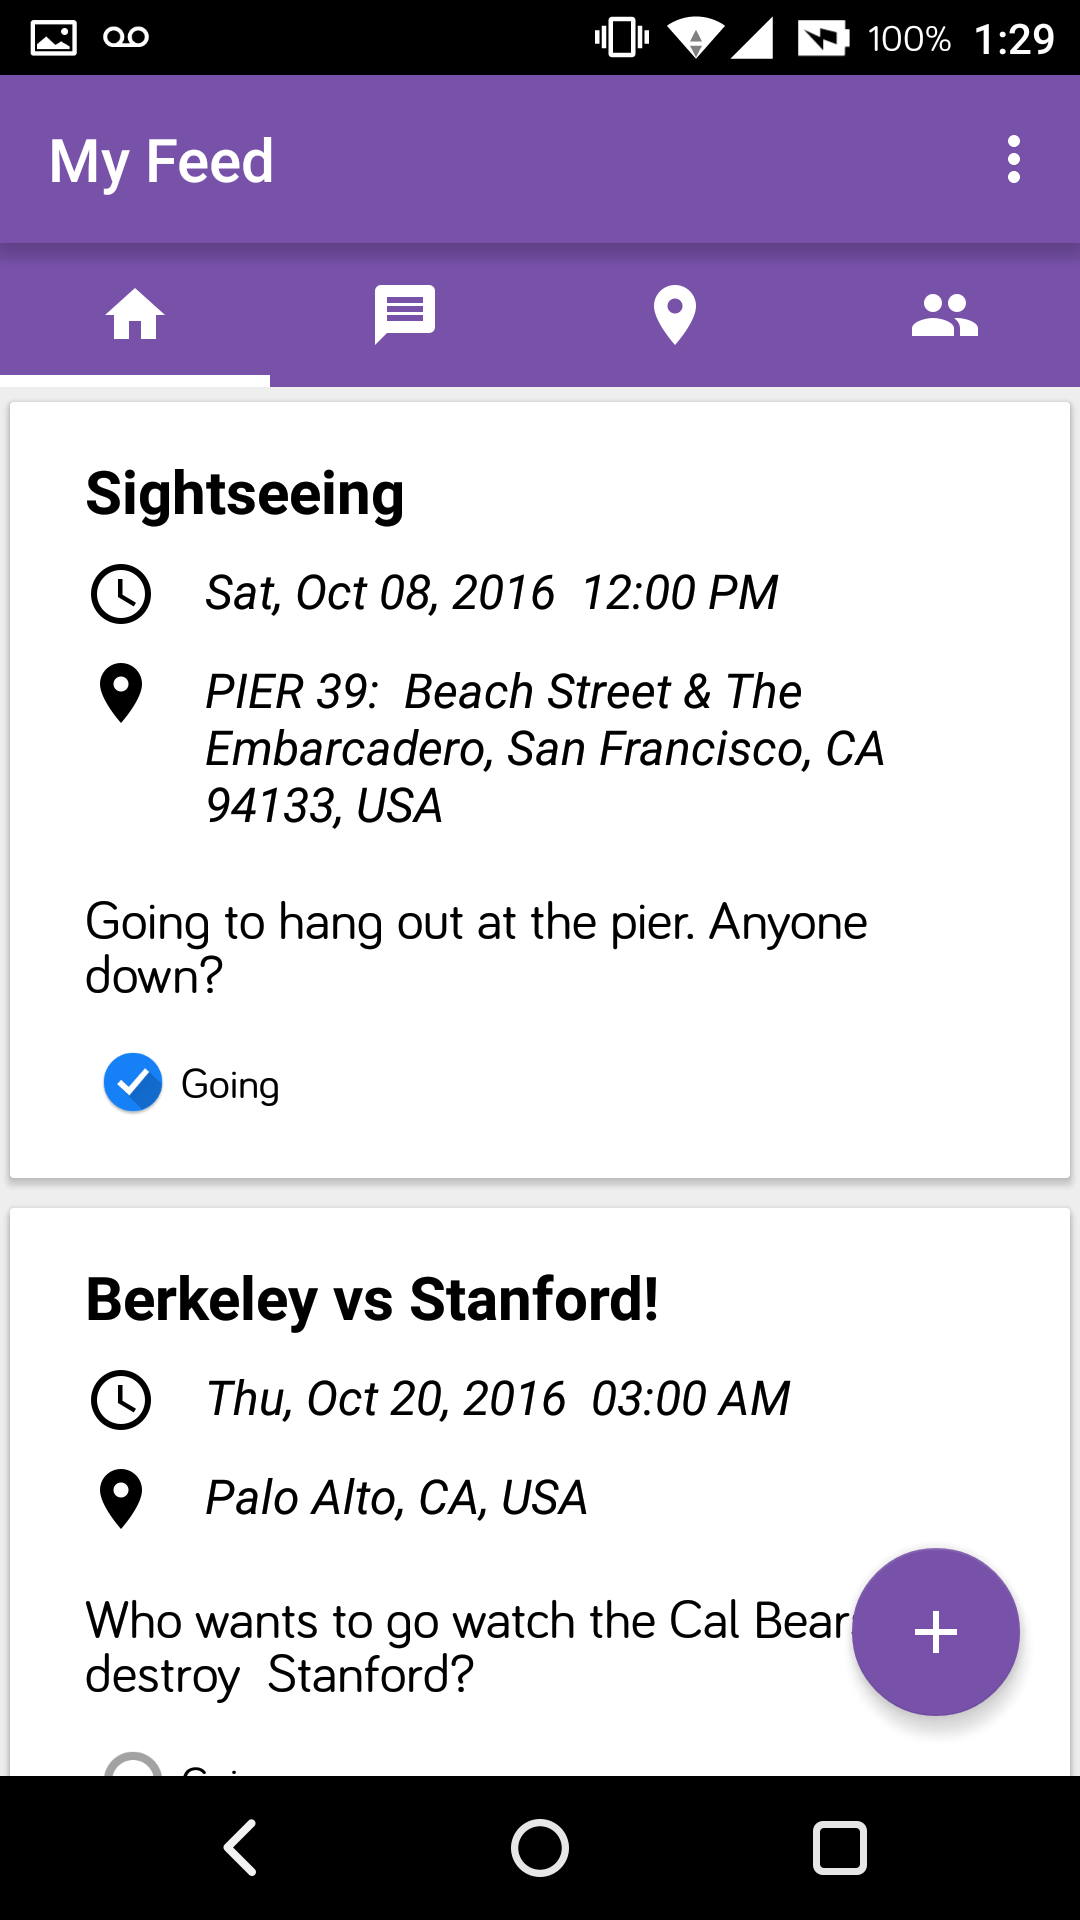 100% 1:29
My Feed
Sightseeing
Sat, Oct 08, 2016  12:00 PM
PIER 39:  Beach Street & The
Embarcadero, San Francisco, CA
94133, USA
Going to hang out at the pier. Anyone
down?
Going
Berkeley vs Stanford!
Thu, Oct 20, 2016  03:00 AM
Palo Alto, CA, USA
Who wants to go watch the Cal Bears
destroy  Stanford?